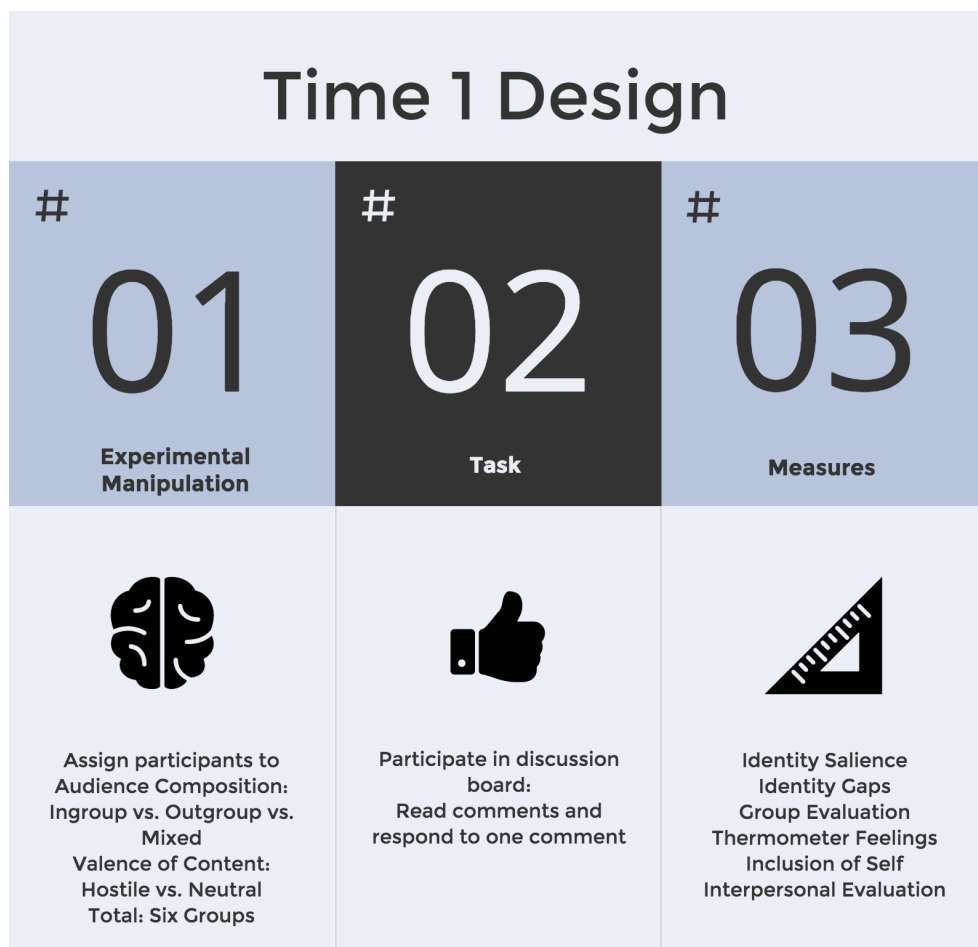 Time 1 Design
#
01
Experimental
Manipulation
Assign participants to
Audience Composition:
Ingroup vs. Outgroup vs.
Mixed
Valence of Content:
Hostile vs. Neutral
Total: Six Groups
#
02
Task
Participate in discussion
board:
Read comments and
respond to one comment
#
03
Measures
Identity Salience
Identity Gaps
Group Evaluation
Thermometer Feelings
Inclusion of Self
Interpersonal Evaluation